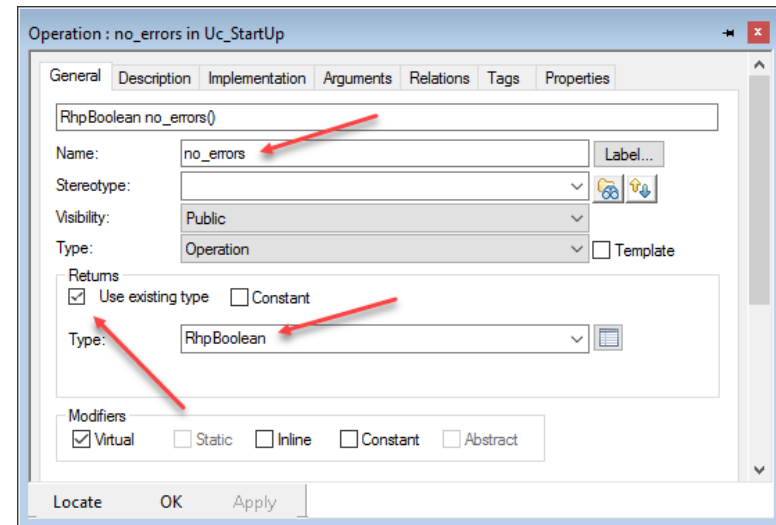 Operation : no_errors in Uc_StartUp
General Description Implementation Arguments Relations Tags Properties
RhpBoolean no_errors()
Name: no_errors Label...
Stereotype:
Visibility: Public
Type: Operation Template
Returns
Use existing type Constant
Type: RhpBoolean
Modifiers
Virtual Static Inline Constant Abstract
Locate OK Apply